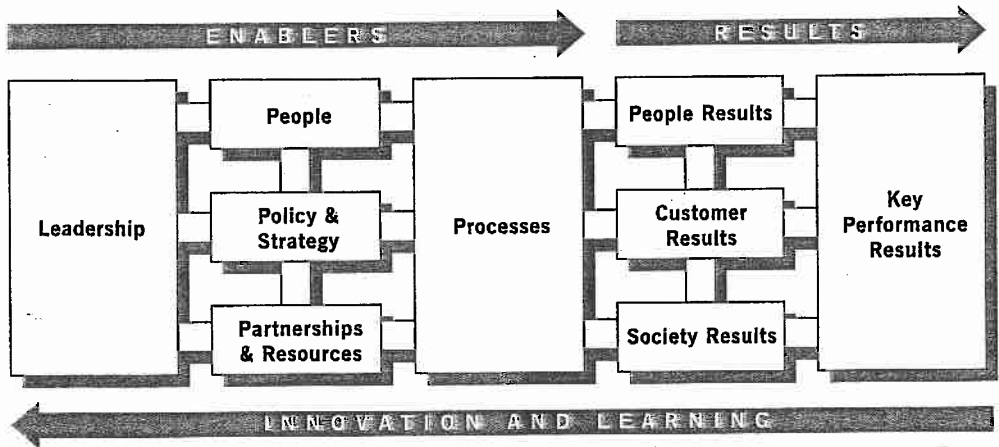 ENABLERS
RESULTS
Leadership
People
Policy &
Strategy
Partnerships
& Resources
Processes
People Results
Customer
Results
Society Results
Key
Performance
Results
INNOVATION AND LEARNING